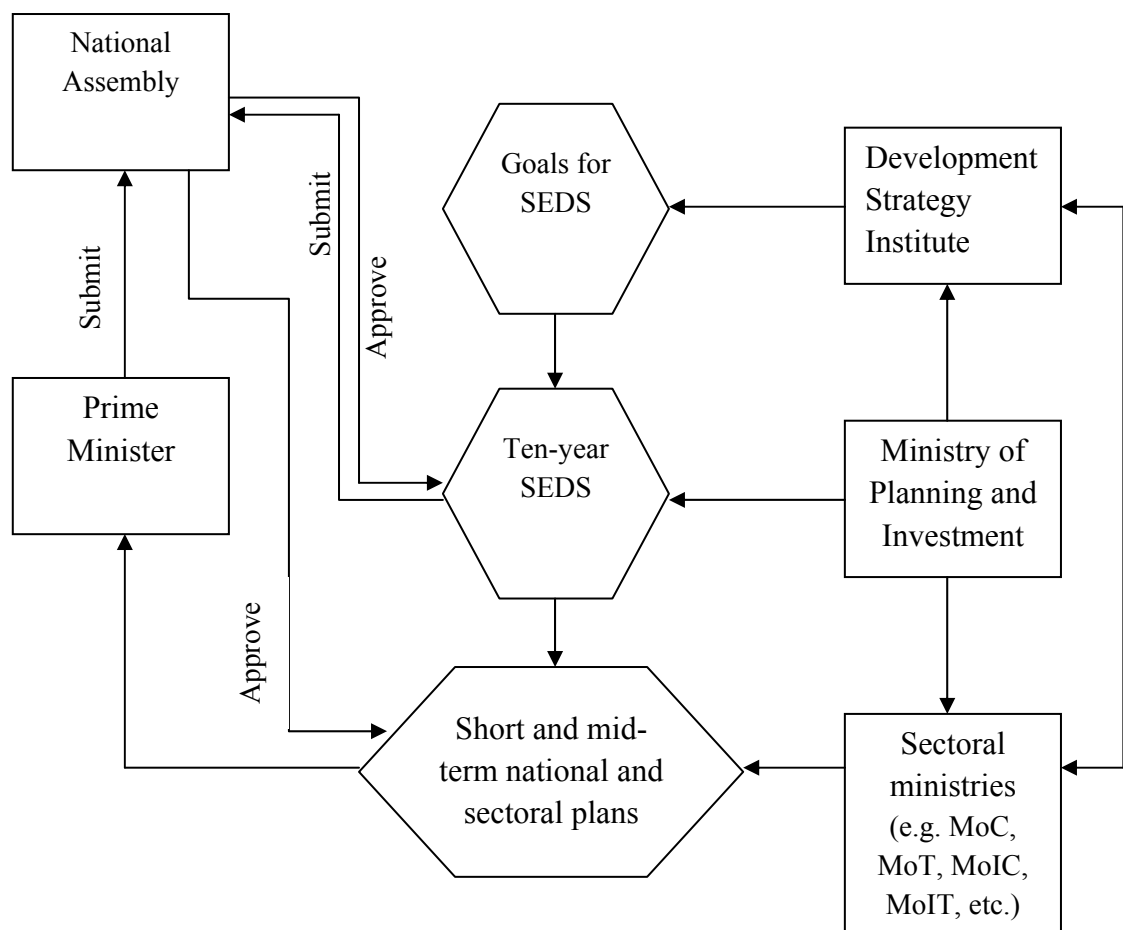 National
Assembly
Submit
Approve
Goals for
SEDS
Development
Strategy
Institute
Submit
Prime
Minister
Ten-year
SEDS
Ministry of
Planning and
Investment
Approve
Short and mid-
term national and
sectoral plans
Sectoral
ministries
(e.g. MoC,
MoT, MoIC,
MoIT, etc.)